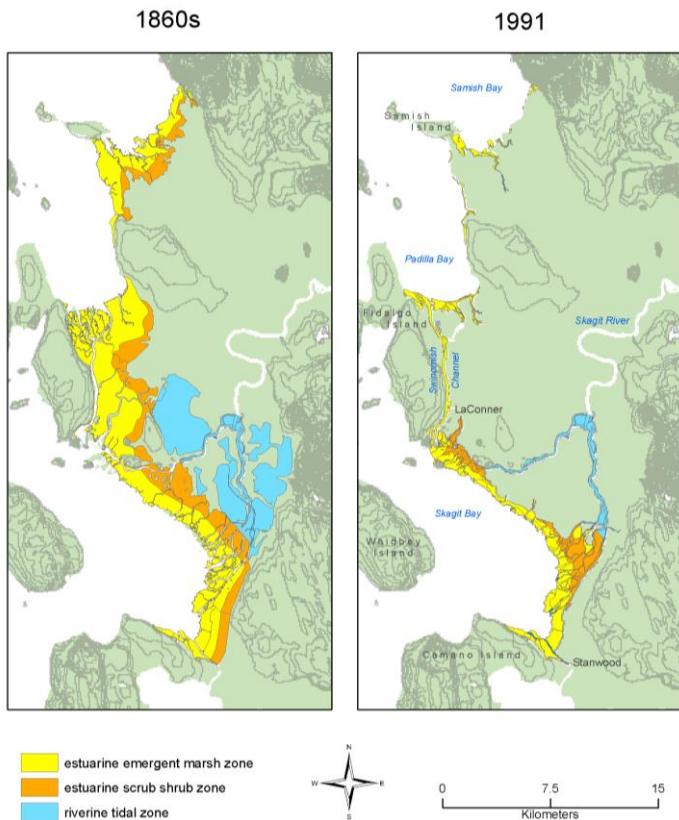 1860s
1991
Samish Bay
Samish
Island
Padilla Bay
Fidalgo
Island
Skagit River
Swinomish
Channel
LaConner
Skagit Bay
Whidbey
Island
Camano Island
Stanwood
estuarine emergent marsh zone
estuarine scrub shrub zone
riverine tidal zone
N
W
E
S
0
7.5
15
Kilometers